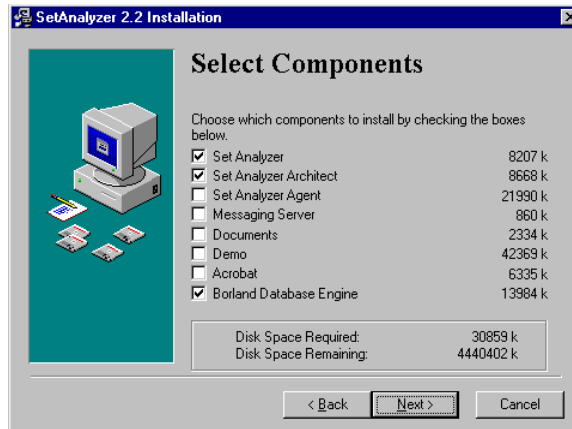 SetAnalyzer 2.2 Installation
Select Components
Choose which components to install by checking the boxes
below.
Set Analyzer 8207 k
Set Analyzer Architect 8668 k
Set Analyzer Agent 21990 k
Messaging Server 860 k
Documents 2334 k
Demo 42369 k
Acrobat 6335 k
Borland Database Engine 13984 k
Disk Space Required: 30859 k
Disk Space Remaining: 4440402 k
< Back Next > Cancel